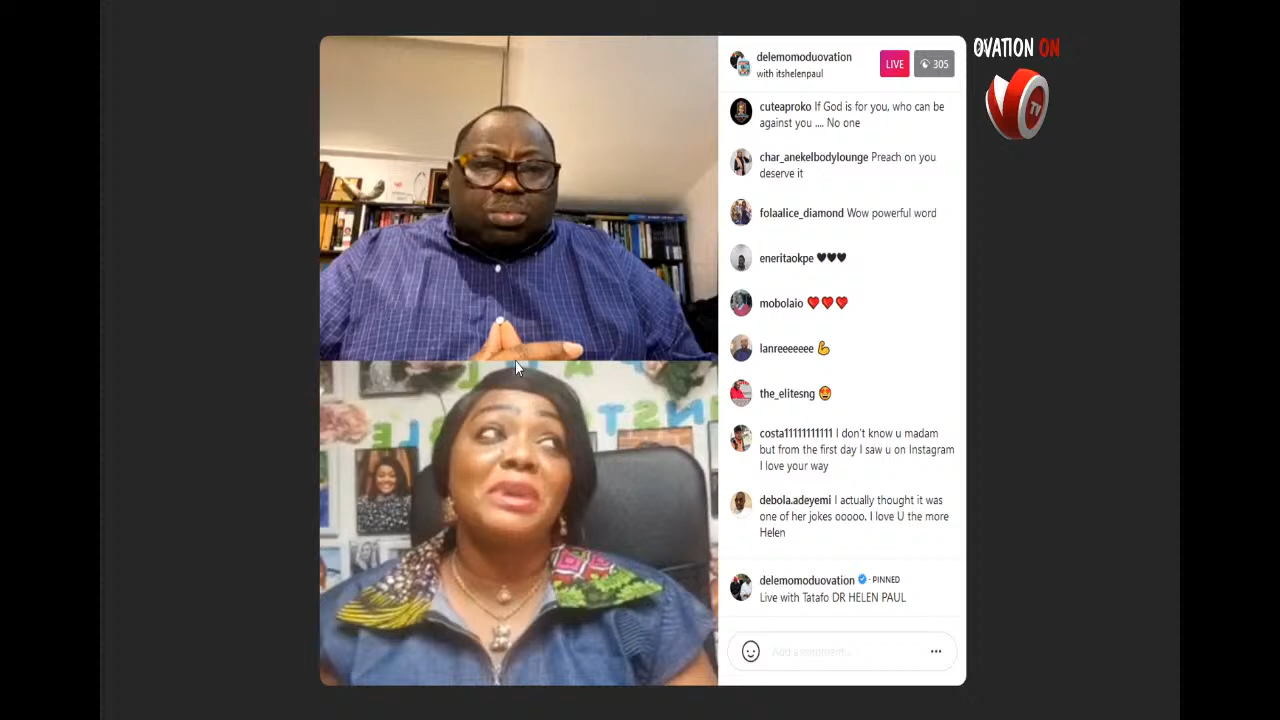 OVATION ON
TV
delemomoduovation
with itshelenpaul
LIVE
305
cuteaproko If God is for you, who can be
against you .... No one
char_anekelbodylounge Preach on you
deserve it
folaalice_diamond Wow powerful word
eneritaokpe 🖤🖤🖤
mobolaio ❤️❤️❤️
lanreeeeeee 💪
the_elitesng 😍
costa11111111111 I don't know u madam
but from the first day I saw u on Instagram
I love your way
debola.adeyemi I actually thought it was
one of her jokes ooooo. I love U the more
Helen
delemomoduovation · PINNED
Live with Tatafo DR HELEN PAUL
Add a comment...